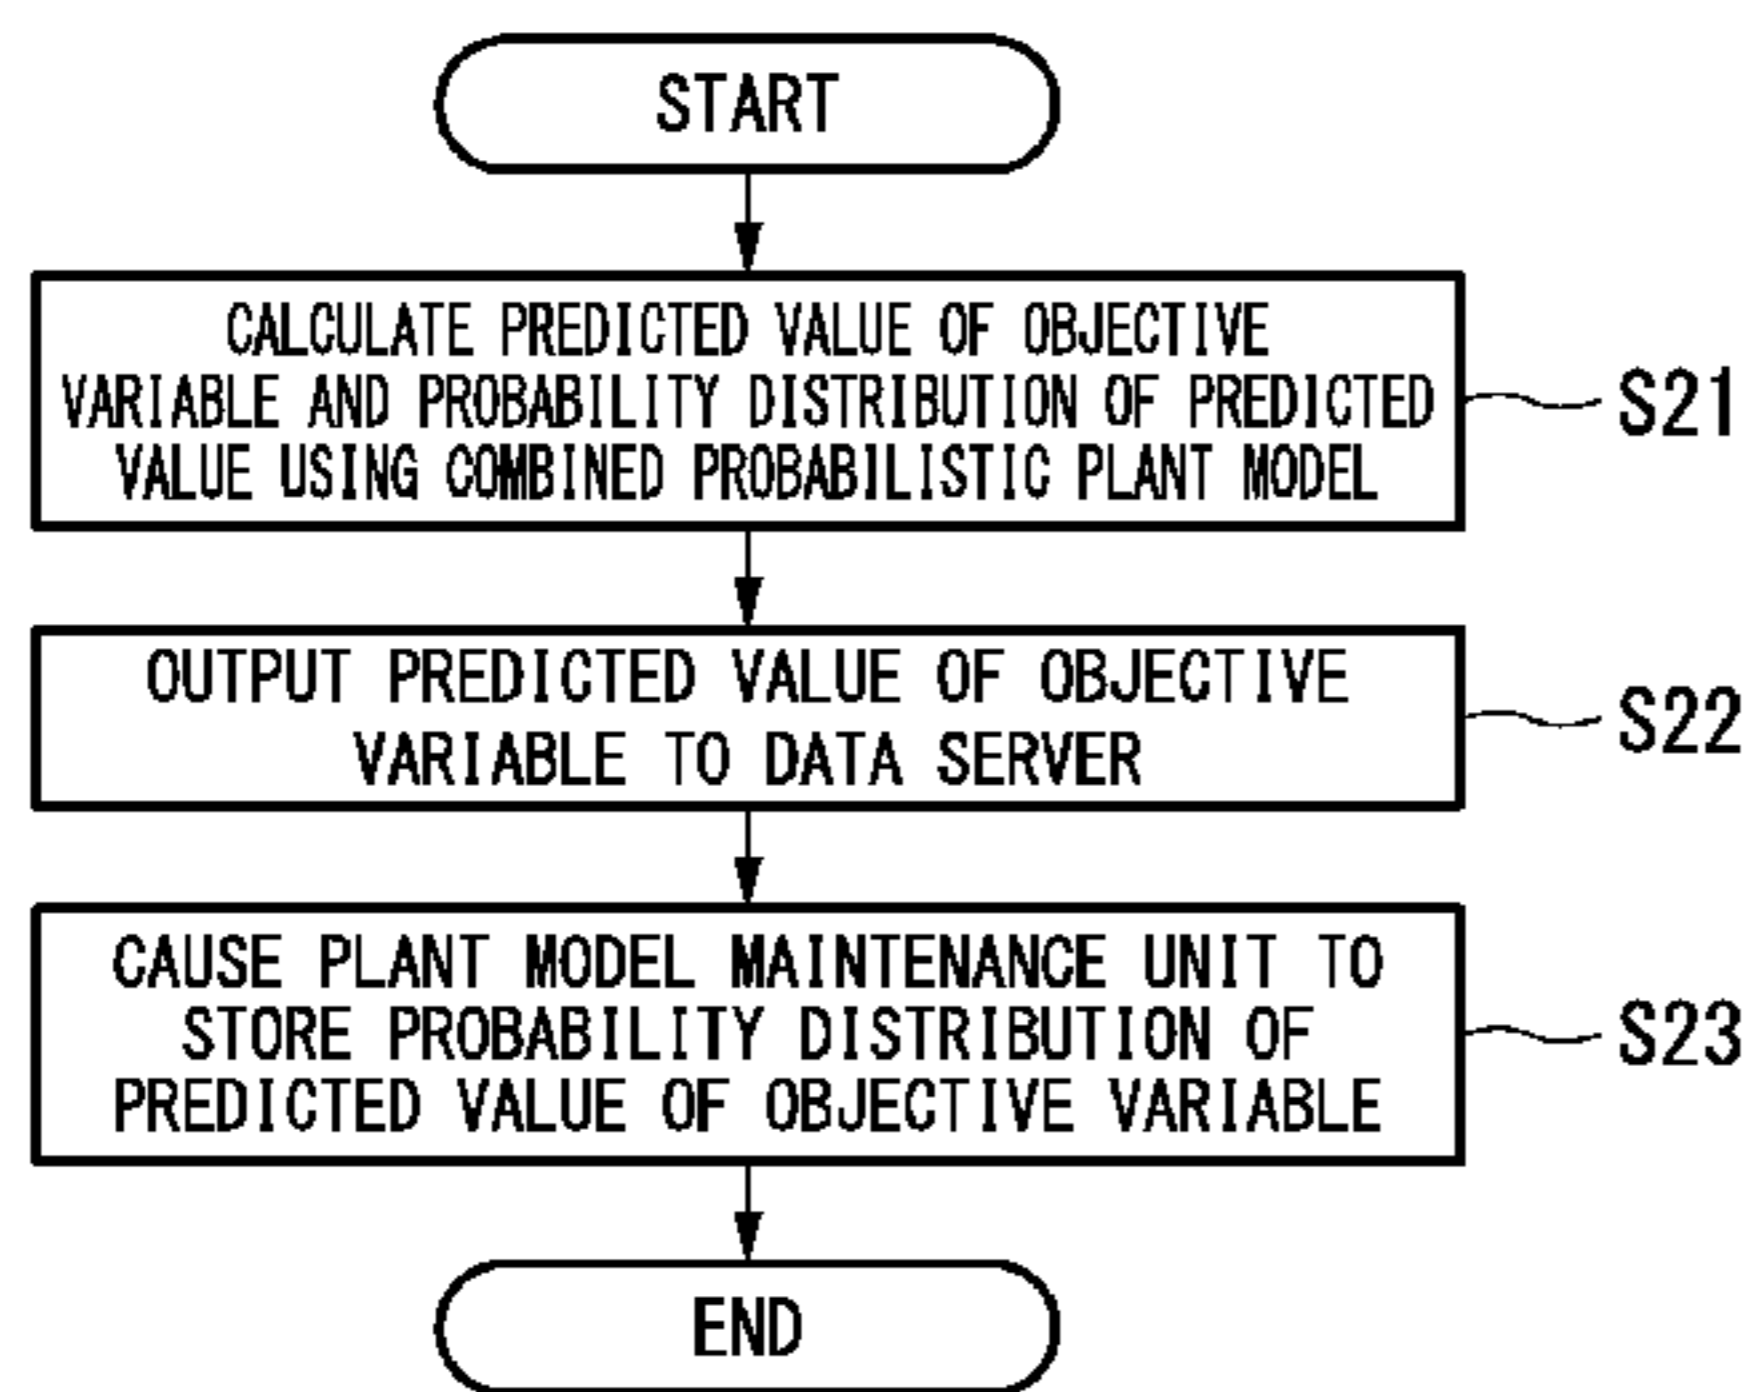 START
CALCULATE PREDICTED VALUE OF OBJECTIVE
VARIABLE AND PROBABILITY DISTRIBUTION OF PREDICTED
VALUE USING COMBINED PROBABILISTIC PLANT MODEL
S21
OUTPUT PREDICTED VALUE OF OBJECTIVE
VARIABLE TO DATA SERVER
S22
CAUSE PLANT MODEL MAINTENANCE UNIT TO
STORE PROBABILITY DISTRIBUTION OF
PREDICTED VALUE OF OBJECTIVE VARIABLE
S23
END